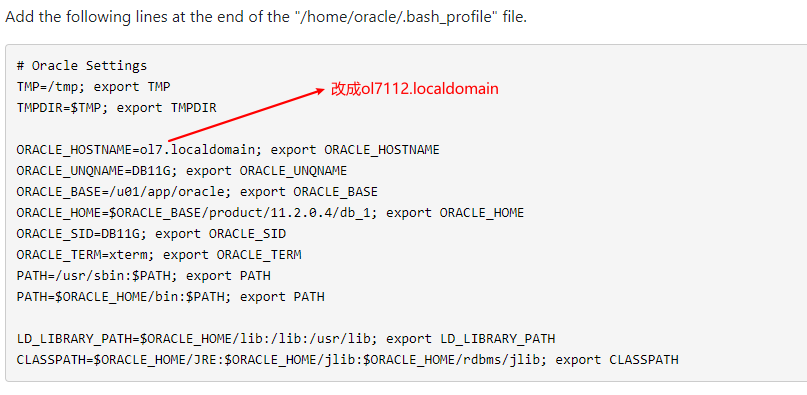 Add the following lines at the end of the "/home/oracle/.bash_profile" file.
# Oracle Settings
TMP=/tmp; export TMP
改成ol7112.localdomain
TMPDIR=$TMP; export TMPDIR
ORACLE_HOSTNAME=ol7.localdomain; export ORACLE_HOSTNAME
ORACLE_UNQNAME=DB11G; export ORACLE_UNQNAME
ORACLE_BASE=/u01/app/oracle; export ORACLE_BASE
ORACLE_HOME=$ORACLE_BASE/product/11.2.0.4/db_1; export ORACLE_HOME
ORACLE_SID=DB11G; export ORACLE_SID
ORACLE_TERM=xterm; export ORACLE_TERM
PATH=/usr/sbin:$PATH; export PATH
PATH=$ORACLE_HOME/bin:$PATH; export PATH
LD_LIBRARY_PATH=$ORACLE_HOME/lib:/lib:/usr/lib; export LD_LIBRARY_PATH
CLASSPATH=$ORACLE_HOME/JRE:$ORACLE_HOME/jlib:$ORACLE_HOME/rdbms/jlib; export CLASSPATH